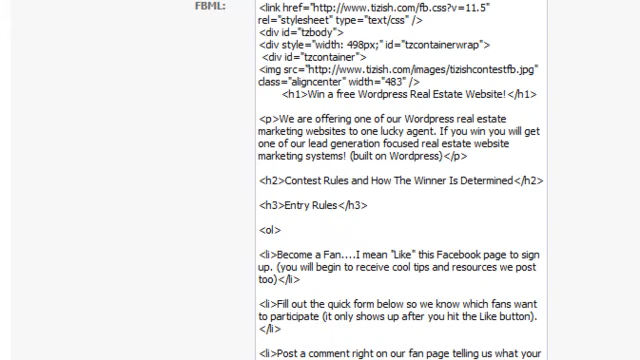 FBML:
<link href="http://www.tizish.com/fb.css?v=11.5"
rel="stylesheet" type="text/css" />
<div id="tzbody">
<div style="width: 498px;" id="tzcontainerwrap">
<div id="tzcontainer">
<img src="http://www.tizish.com/images/tizishcontestfb.jpg"
class="aligncenter" width="483" />
<h1>Win a free Wordpress Real Estate Website!</h1>
<p>We are offering one of our Wordpress real estate
marketing websites to one lucky agent. If you win you will get
one of our lead generation focused real estate website
marketing systems! (built on Wordpress)</p>
<h2>Contest Rules and How The Winner Is Determined</h2>
<h3>Entry Rules</h3>
<ol>
<li>Become a Fan....I mean "Like" this Facebook page to sign
up. (you will begin to receive cool tips and resources we post
too)</li>
<li>Fill out the quick form below so we know which fans want
to participate (it only shows up after you hit the Like button).
</li>
<li>Post a comment right on our fan page telling us what your